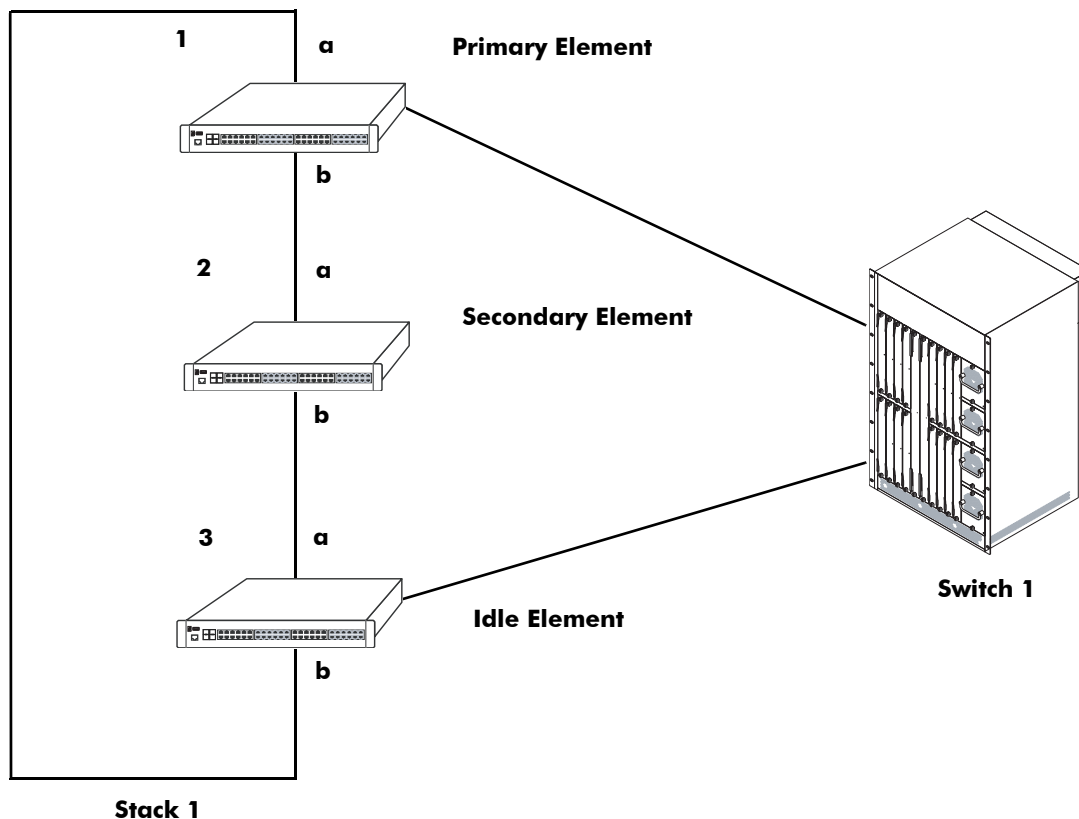 1
a
Primary Element
b
2
a
Secondary Element
b
3
a
Idle Element
b
Switch 1
Stack 1